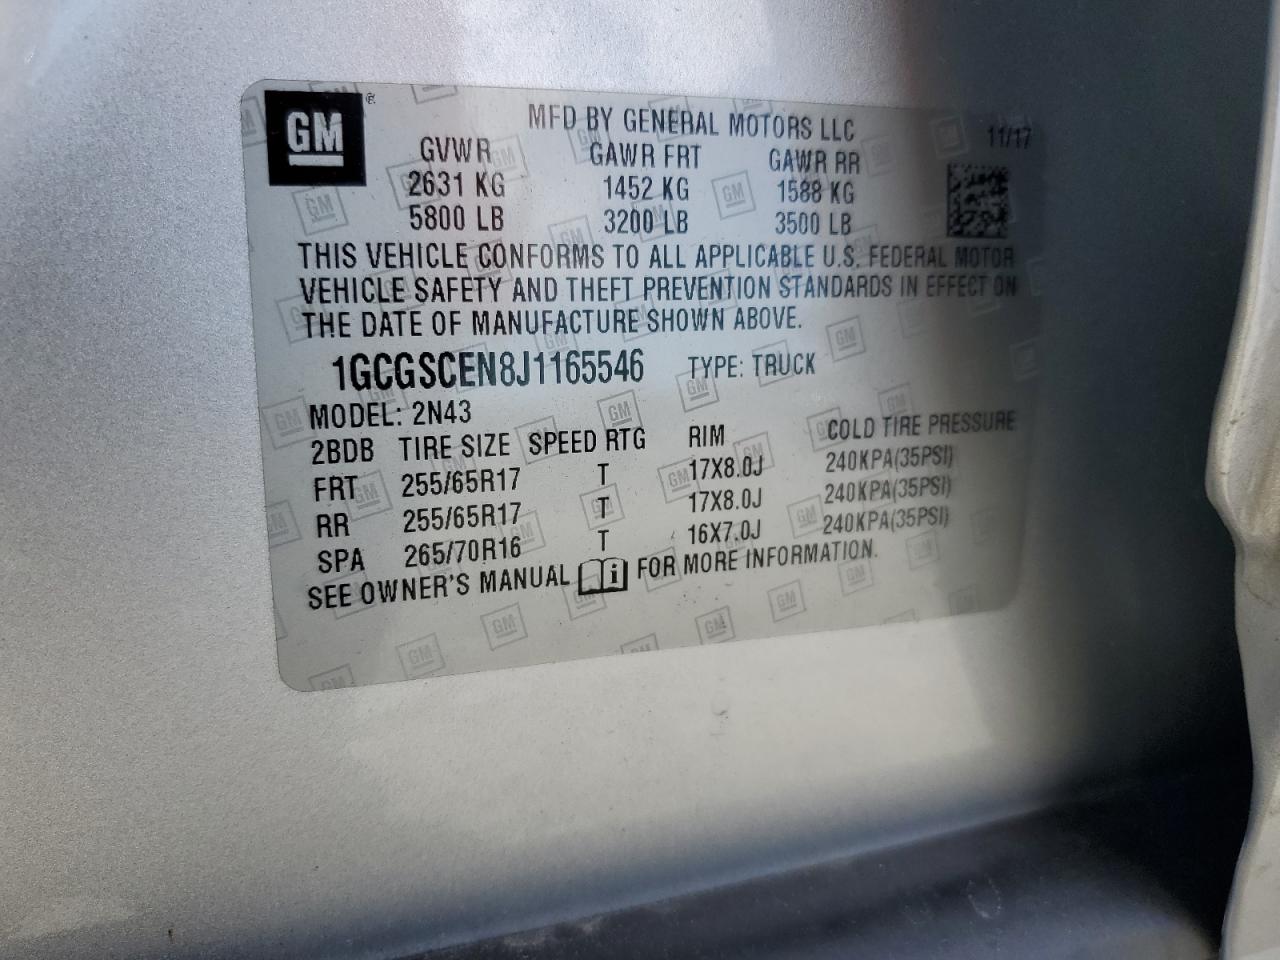 GM
MFD BY GENERAL MOTORS LLC
11/17
GVWR GAWR FRT GAWR RR
2631 KG 1452 KG 1588 KG
5800 LB 3200 LB 3500 LB
THIS VEHICLE CONFORMS TO ALL APPLICABLE U.S. FEDERAL MOTOR
VEHICLE SAFETY AND THEFT PREVENTION STANDARDS IN EFFECT ON
THE DATE OF MANUFACTURE SHOWN ABOVE.
1GCGSCEN8J1165546 TYPE: TRUCK
MODEL: 2N43
2BDB TIRE SIZE SPEED RTG RIM COLD TIRE PRESSURE
FRT 255/65R17 T 17X8.0J 240KPA(35PSI)
RR 255/65R17 T 17X8.0J 240KPA(35PSI)
SPA 265/70R16 T 16X7.0J 240KPA(35PSI)
SEE OWNER'S MANUAL i FOR MORE INFORMATION.